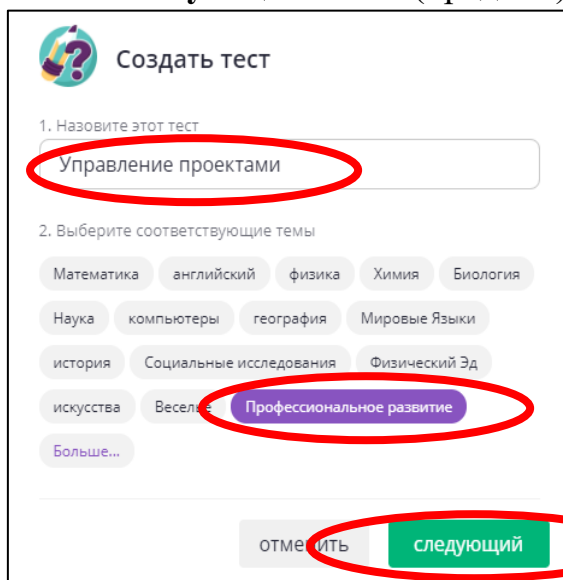 Создать тест
1. Назовите этот тест
Управление проектами
2. Выберите соответствующие темы
Математика английский физика Химия Биология
Наука компьютеры география Мировые Языки
история Социальные исследования Физический Эд
искусства Веселье Профессиональное развитие
Больше...
отменить следующий